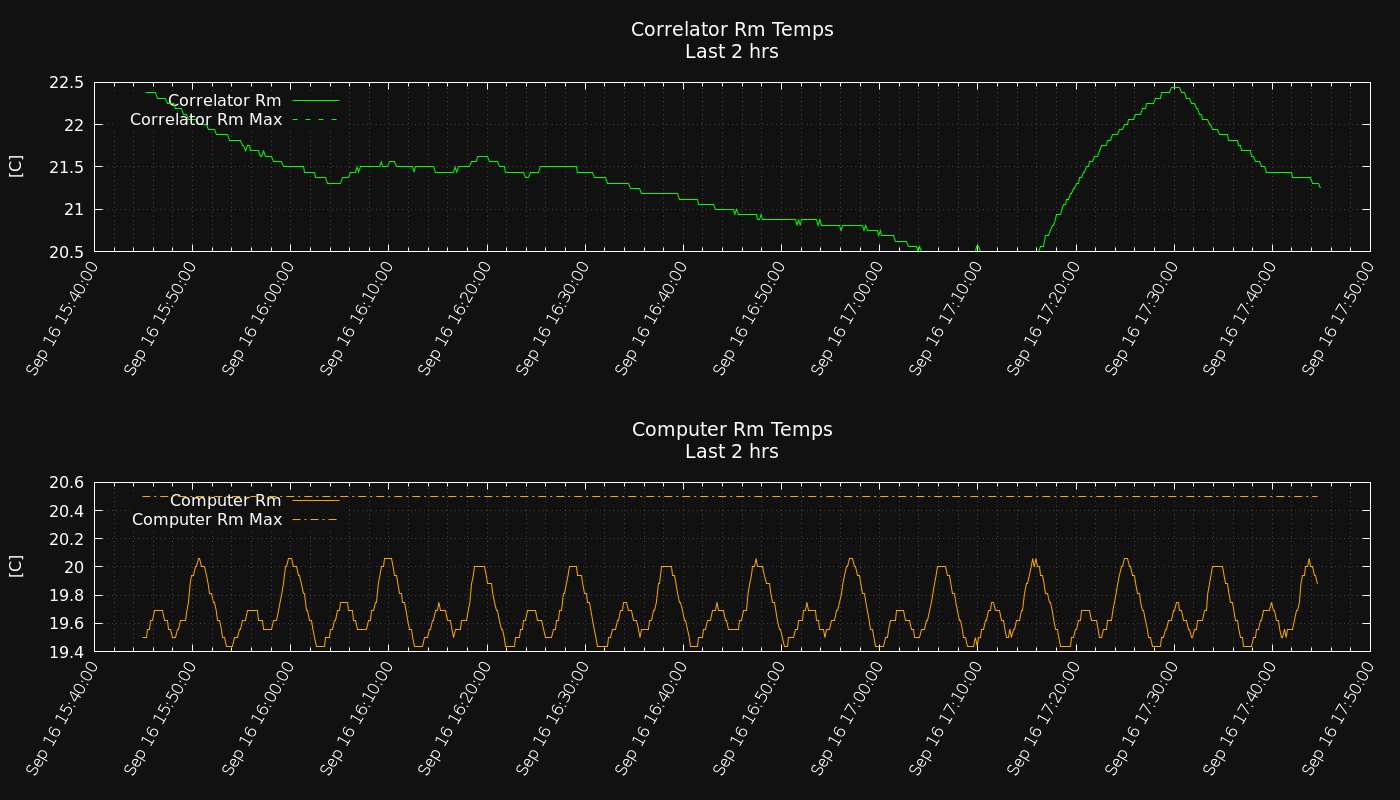 Correlator Rm Temps
Last 2 hrs
[C]
22.5
22
21.5
21
20.5
Correlator Rm
Correlator Rm Max
Sep 16 15:40:00
Sep 16 15:50:00
Sep 16 16:00:00
Sep 16 16:10:00
Sep 16 16:20:00
Sep 16 16:30:00
Sep 16 16:40:00
Sep 16 16:50:00
Sep 16 17:00:00
Sep 16 17:10:00
Sep 16 17:20:00
Sep 16 17:30:00
Sep 16 17:40:00
Sep 16 17:50:00
Computer Rm Temps
Last 2 hrs
[C]
20.6
20.4
20.2
20
19.8
19.6
19.4
Computer Rm
Computer Rm Max
Sep 16 15:40:00
Sep 16 15:50:00
Sep 16 16:00:00
Sep 16 16:10:00
Sep 16 16:20:00
Sep 16 16:30:00
Sep 16 16:40:00
Sep 16 16:50:00
Sep 16 17:00:00
Sep 16 17:10:00
Sep 16 17:20:00
Sep 16 17:30:00
Sep 16 17:40:00
Sep 16 17:50:00